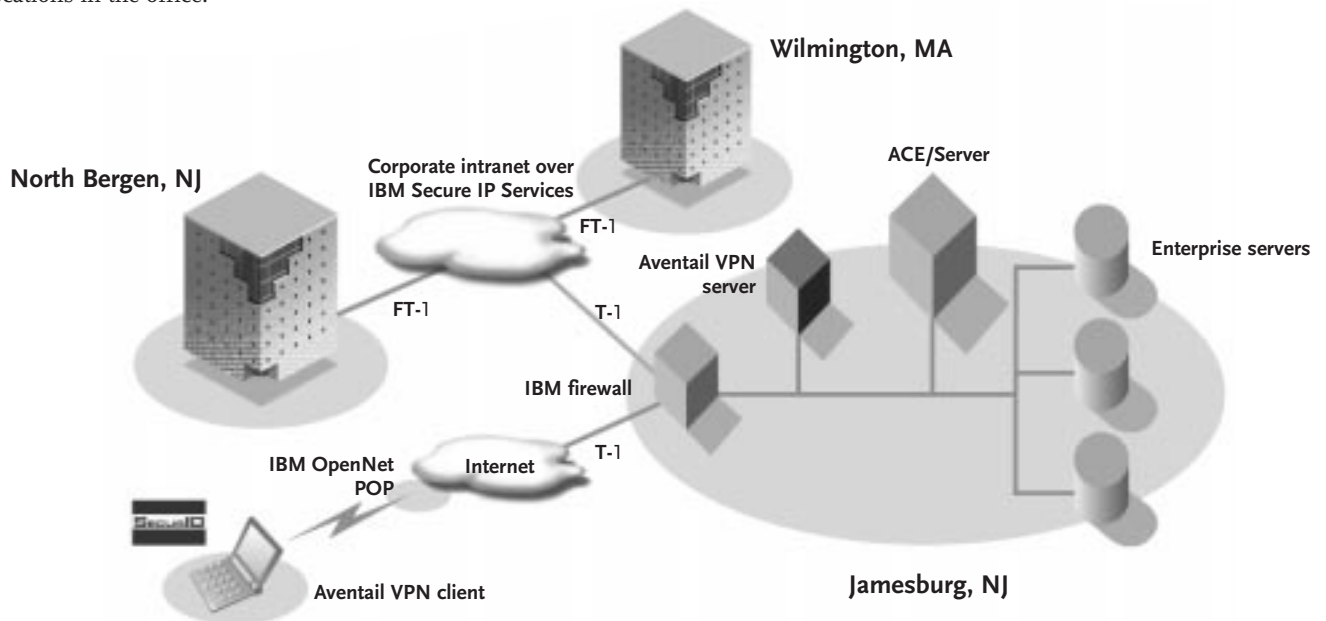 locations in the office.
Wilmington, MA
North Bergen, NJ
Corporate intranet over
IBM Secure IP Services
ACE/Server
FT-1
Enterprise servers
Aventail VPN
server
FT-1
T-1
IBM firewall
T-1
IBM OpenNet
POP
Internet
SecurID
Aventail VPN client
Jamesburg, NJ